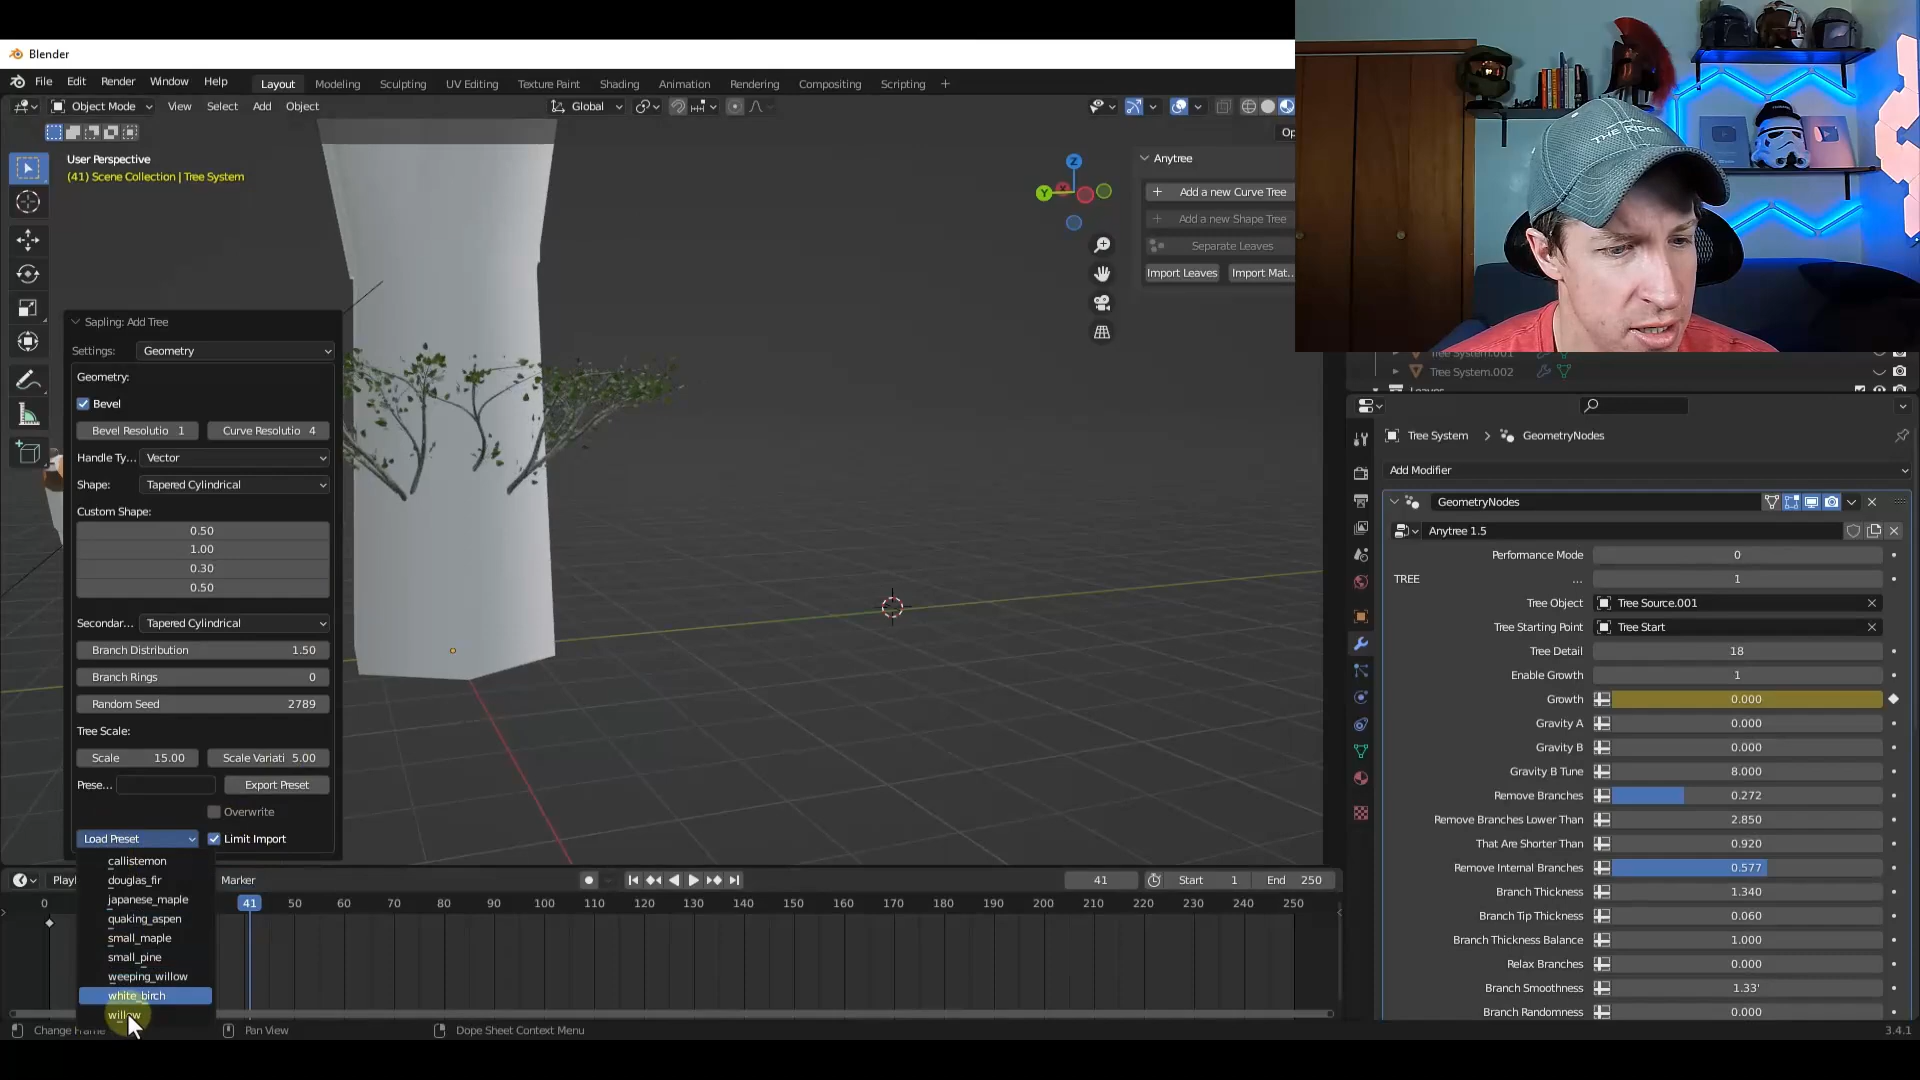 Blender
File Edit Render Window Help Layout Modeling Sculpting UV Editing Texture Paint Shading Animation Rendering Compositing Scripting +
Object Mode View Select Add Object Global
User Perspective
(41) Scene Collection | Tree System
Z
Y
Anytree
+ Add a new Curve Tree
+ Add a new Shape Tree
Separate Leaves
Import Leaves Import Mat...
THE RIDGE
Sapling: Add Tree
Settings: Geometry
Geometry:
Bevel
Bevel Resolutio 1 Curve Resolutio 4
Handle Ty... Vector
Shape: Tapered Cylindrical
Custom Shape:
0.50
1.00
0.30
0.50
Secondar... Tapered Cylindrical
Branch Distribution 1.50
Branch Rings 0
Random Seed 2789
Tree Scale:
Scale 15.00 Scale Variati 5.00
Prese... Export Preset
Overwrite
Load Preset Limit Import
callistemon
douglas_fir
japanese_maple
quaking_aspen
small_maple
small_pine
weeping_willow
white_birch
willow
Tree System.001
Tree System.002
Tree System > GeometryNodes
Add Modifier
GeometryNodes
Anytree 1.5
Performance Mode 0
TREE ... 1
Tree Object Tree Source.001
Tree Starting Point Tree Start
Tree Detail 18
Enable Growth 1
Growth 0.000
Gravity A 0.000
Gravity B 0.000
Gravity B Tune 8.000
Remove Branches 0.272
Remove Branches Lower Than 2.850
That Are Shorter Than 0.920
Remove Internal Branches 0.577
Branch Thickness 1.340
Branch Tip Thickness 0.060
Branch Thickness Balance 1.000
Relax Branches 0.000
Branch Smoothness 1.33'
Branch Randomness 0.000
Marker 41 Start 1 End 250
0 41 50 60 70 80 90 100 110 120 130 140 150 160 170 180 190 200 210 220 230 240 250
Change Frame Pan View Dope Sheet Context Menu 3.4.1